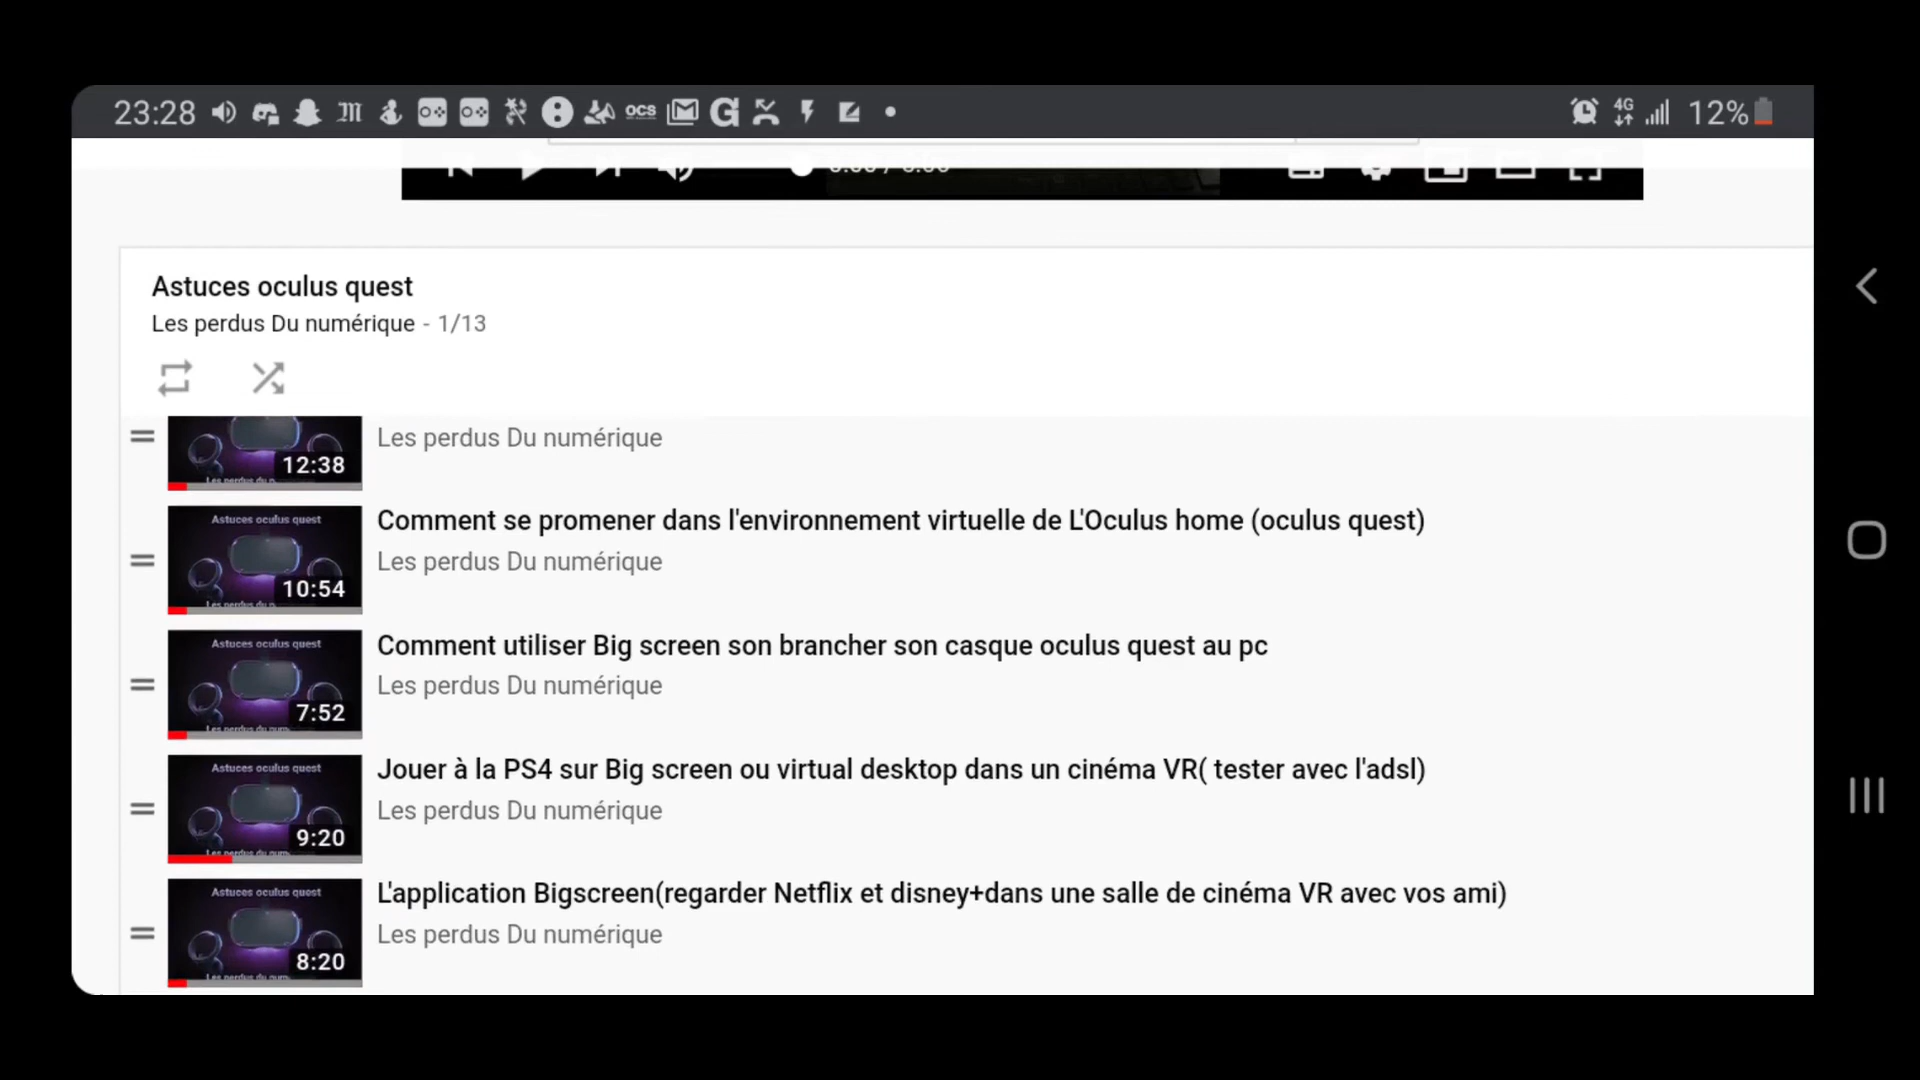 23:28 OCS G 4G 12%
Astuces oculus quest
Les perdus Du numérique - 1/13
12:38
Les perdus Du numérique
Astuces oculus quest
10:54
Comment se promener dans l'environnement virtuelle de L'Oculus home (oculus quest)
Les perdus Du numérique
Astuces oculus quest
7:52
Comment utiliser Big screen son brancher son casque oculus quest au pc
Les perdus Du numérique
Astuces oculus quest
9:20
Jouer à la PS4 sur Big screen ou virtual desktop dans un cinéma VR( tester avec l'adsl)
Les perdus Du numérique
Astuces oculus quest
8:20
L'application Bigscreen(regarder Netflix et disney+dans une salle de cinéma VR avec vos ami)
Les perdus Du numérique